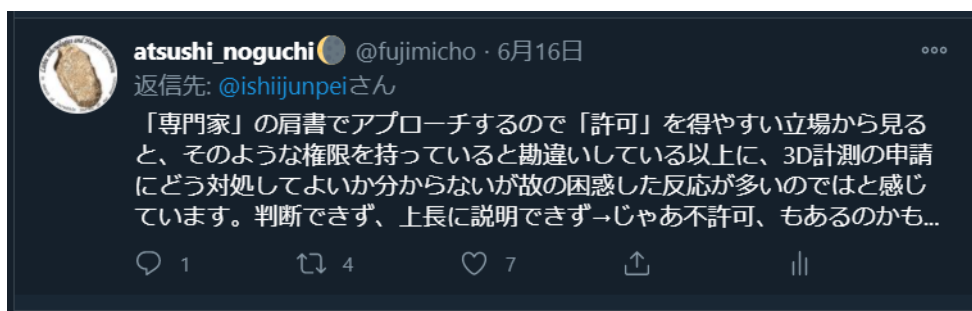 atsushi_noguchi🌖 @fujimicho · 6月16日
返信先: @ishiijunpeiさん
「専門家」の肩書でアプローチするので「許可」を得やすい立場から見る
と、そのような権限を持っていると勘違いしている以上に、3D計測の申請
にどう対処してよいか分からないが故の困惑した反応が多いのではと感じ
ています。判断できず、上長に説明できず→じゃあ不許可、もあるのかも...
1 4 7